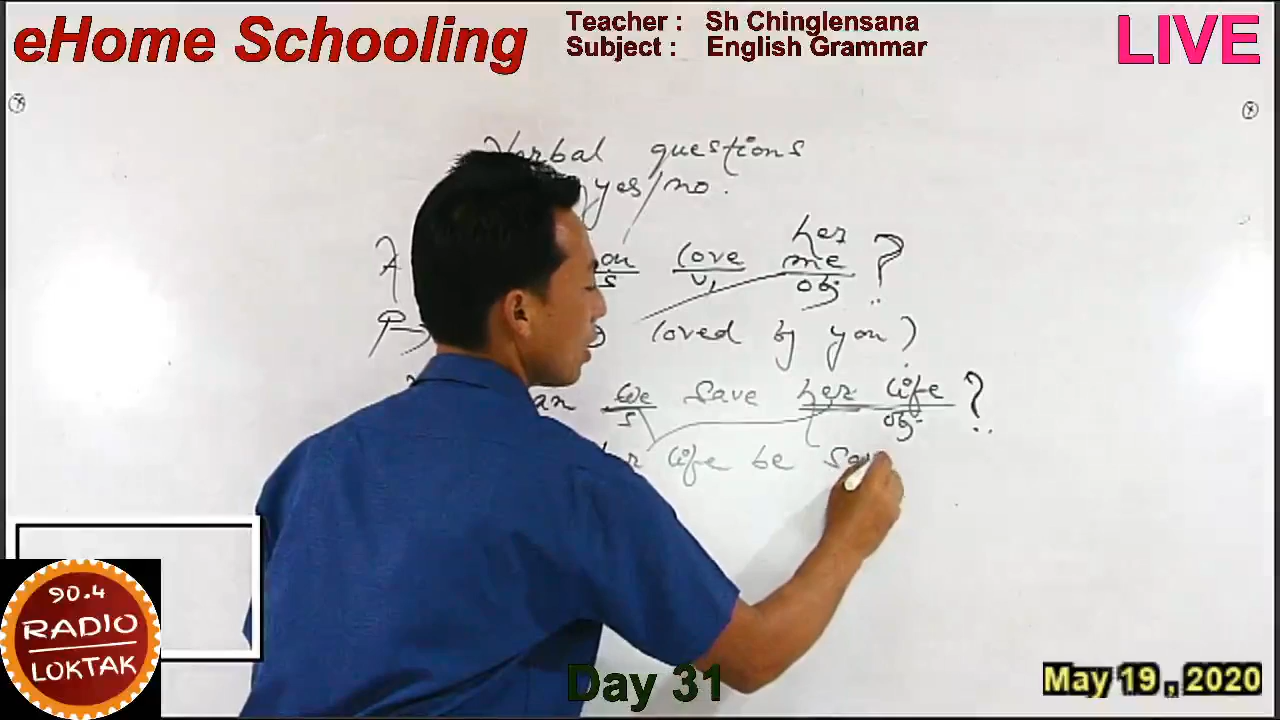 eHome Schooling
Teacher : Sh Chinglensana
Subject : English Grammar
LIVE
Verbal questions
yes/no.
her
A love me ?
s V1 obj
P loved by you)
we save her life ?
s obj
life be
90.4
RADIO
LOKTAK
Day 31
May 19 , 2020